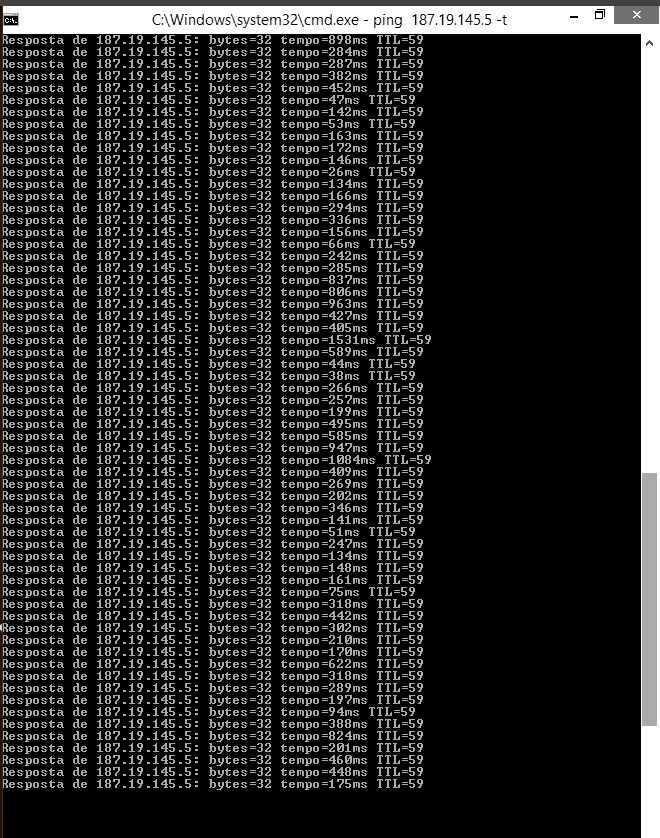 C:\Windows\system32\cmd.exe - ping 187.19.145.5 -t
Resposta de 187.19.145.5: bytes=32 tempo=898ms TTL=59
Resposta de 187.19.145.5: bytes=32 tempo=284ms TTL=59
Resposta de 187.19.145.5: bytes=32 tempo=287ms TTL=59
Resposta de 187.19.145.5: bytes=32 tempo=382ms TTL=59
Resposta de 187.19.145.5: bytes=32 tempo=452ms TTL=59
Resposta de 187.19.145.5: bytes=32 tempo=47ms TTL=59
Resposta de 187.19.145.5: bytes=32 tempo=142ms TTL=59
Resposta de 187.19.145.5: bytes=32 tempo=53ms TTL=59
Resposta de 187.19.145.5: bytes=32 tempo=163ms TTL=59
Resposta de 187.19.145.5: bytes=32 tempo=172ms TTL=59
Resposta de 187.19.145.5: bytes=32 tempo=146ms TTL=59
Resposta de 187.19.145.5: bytes=32 tempo=26ms TTL=59
Resposta de 187.19.145.5: bytes=32 tempo=134ms TTL=59
Resposta de 187.19.145.5: bytes=32 tempo=166ms TTL=59
Resposta de 187.19.145.5: bytes=32 tempo=294ms TTL=59
Resposta de 187.19.145.5: bytes=32 tempo=336ms TTL=59
Resposta de 187.19.145.5: bytes=32 tempo=156ms TTL=59
Resposta de 187.19.145.5: bytes=32 tempo=66ms TTL=59
Resposta de 187.19.145.5: bytes=32 tempo=242ms TTL=59
Resposta de 187.19.145.5: bytes=32 tempo=285ms TTL=59
Resposta de 187.19.145.5: bytes=32 tempo=837ms TTL=59
Resposta de 187.19.145.5: bytes=32 tempo=806ms TTL=59
Resposta de 187.19.145.5: bytes=32 tempo=963ms TTL=59
Resposta de 187.19.145.5: bytes=32 tempo=427ms TTL=59
Resposta de 187.19.145.5: bytes=32 tempo=405ms TTL=59
Resposta de 187.19.145.5: bytes=32 tempo=1531ms TTL=59
Resposta de 187.19.145.5: bytes=32 tempo=589ms TTL=59
Resposta de 187.19.145.5: bytes=32 tempo=44ms TTL=59
Resposta de 187.19.145.5: bytes=32 tempo=38ms TTL=59
Resposta de 187.19.145.5: bytes=32 tempo=266ms TTL=59
Resposta de 187.19.145.5: bytes=32 tempo=257ms TTL=59
Resposta de 187.19.145.5: bytes=32 tempo=199ms TTL=59
Resposta de 187.19.145.5: bytes=32 tempo=495ms TTL=59
Resposta de 187.19.145.5: bytes=32 tempo=585ms TTL=59
Resposta de 187.19.145.5: bytes=32 tempo=947ms TTL=59
Resposta de 187.19.145.5: bytes=32 tempo=1084ms TTL=59
Resposta de 187.19.145.5: bytes=32 tempo=409ms TTL=59
Resposta de 187.19.145.5: bytes=32 tempo=269ms TTL=59
Resposta de 187.19.145.5: bytes=32 tempo=202ms TTL=59
Resposta de 187.19.145.5: bytes=32 tempo=346ms TTL=59
Resposta de 187.19.145.5: bytes=32 tempo=141ms TTL=59
Resposta de 187.19.145.5: bytes=32 tempo=51ms TTL=59
Resposta de 187.19.145.5: bytes=32 tempo=247ms TTL=59
Resposta de 187.19.145.5: bytes=32 tempo=134ms TTL=59
Resposta de 187.19.145.5: bytes=32 tempo=148ms TTL=59
Resposta de 187.19.145.5: bytes=32 tempo=161ms TTL=59
Resposta de 187.19.145.5: bytes=32 tempo=75ms TTL=59
Resposta de 187.19.145.5: bytes=32 tempo=318ms TTL=59
Resposta de 187.19.145.5: bytes=32 tempo=442ms TTL=59
Resposta de 187.19.145.5: bytes=32 tempo=302ms TTL=59
Resposta de 187.19.145.5: bytes=32 tempo=210ms TTL=59
Resposta de 187.19.145.5: bytes=32 tempo=170ms TTL=59
Resposta de 187.19.145.5: bytes=32 tempo=622ms TTL=59
Resposta de 187.19.145.5: bytes=32 tempo=318ms TTL=59
Resposta de 187.19.145.5: bytes=32 tempo=289ms TTL=59
Resposta de 187.19.145.5: bytes=32 tempo=197ms TTL=59
Resposta de 187.19.145.5: bytes=32 tempo=94ms TTL=59
Resposta de 187.19.145.5: bytes=32 tempo=388ms TTL=59
Resposta de 187.19.145.5: bytes=32 tempo=824ms TTL=59
Resposta de 187.19.145.5: bytes=32 tempo=201ms TTL=59
Resposta de 187.19.145.5: bytes=32 tempo=460ms TTL=59
Resposta de 187.19.145.5: bytes=32 tempo=448ms TTL=59
Resposta de 187.19.145.5: bytes=32 tempo=175ms TTL=59